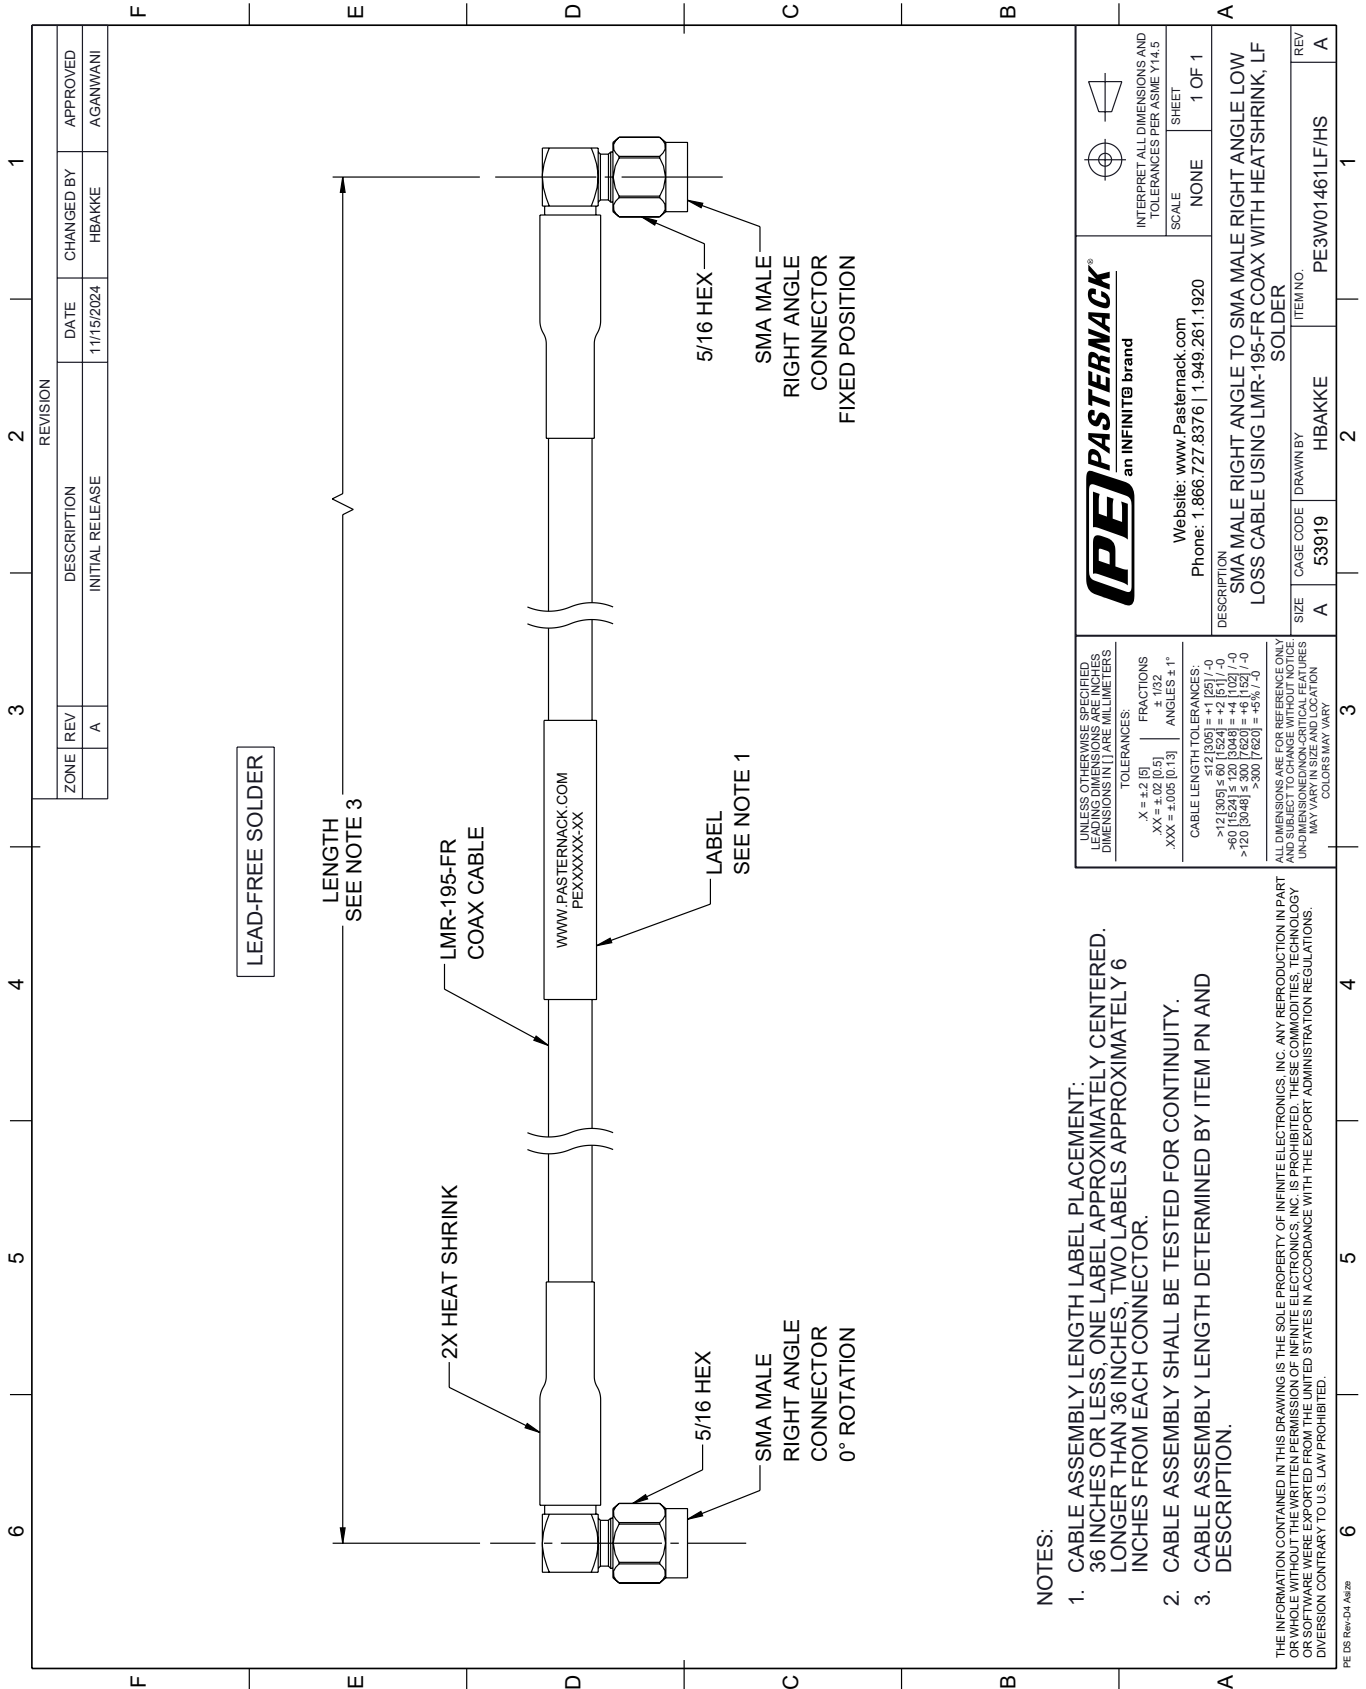 6
5
4
3
2
1
F
E
D
C
B
A
REVISION
ZONE
REV
DESCRIPTION
DATE
CHANGED BY
APPROVED
A
INITIAL RELEASE
11/15/2024
HBAKKE
AGANWANI
LEAD-FREE SOLDER
LENGTH
SEE NOTE 3
2X HEAT SHRINK
LMR-195-FR
COAX CABLE
WWW.PASTERNACK.COM
PEXXXXXX-XX
5/16 HEX
SMA MALE
RIGHT ANGLE
CONNECTOR
0° ROTATION
LABEL
SEE NOTE 1
5/16 HEX
SMA MALE
RIGHT ANGLE
CONNECTOR
FIXED POSITION
NOTES:
1. CABLE ASSEMBLY LENGTH LABEL PLACEMENT:
36 INCHES OR LESS, ONE LABEL APPROXIMATELY CENTERED.
LONGER THAN 36 INCHES, TWO LABELS APPROXIMATELY 6
INCHES FROM EACH CONNECTOR.
2. CABLE ASSEMBLY SHALL BE TESTED FOR CONTINUITY.
3. CABLE ASSEMBLY LENGTH DETERMINED BY ITEM PN AND
DESCRIPTION.
THE INFORMATION CONTAINED IN THIS DRAWING IS THE SOLE PROPERTY OF INFINITE ELECTRONICS, INC. ANY REPRODUCTION IN PART
OR WHOLE WITHOUT THE WRITTEN PERMISSION OF INFINITE ELECTRONICS, INC. IS PROHIBITED. THESE COMMODITIES, TECHNOLOGY
OR SOFTWARE WERE EXPORTED FROM THE UNITED STATES IN ACCORDANCE WITH THE EXPORT ADMINISTRATION REGULATIONS.
DIVERSION CONTRARY TO U.S. LAW PROHIBITED.
UNLESS OTHERWISE SPECIFIED
LEADING DIMENSIONS ARE INCHES
DIMENSIONS IN [ ] ARE MILLIMETERS
TOLERANCES:
.X = ±.2 [5]
.XX = ±.02 [0.5]
.XXX = ±.005 [0.13]
FRACTIONS
± 1/32
ANGLES ± 1°
CABLE LENGTH TOLERANCES:
≤12 [305] = +1 [25] / -0
>12 [305] ≤ 60 [1524] = +2 [51] / -0
>60 [1524] ≤ 120 [3048] = +4 [102] / -0
>120 [3048] ≤ 300 [7620] = +6 [152] / -0
>300 [7620] = +5% / -0
ALL DIMENSIONS ARE FOR REFERENCE ONLY
AND SUBJECT TO CHANGE WITHOUT NOTICE.
UN-DIMENSIONED/NON-CRITICAL FEATURES
MAY VARY IN SIZE AND LOCATION
COLORS MAY VARY
PE PASTERNACK®
an INFINIT@ brand
Website: www.Pasternack.com
Phone: 1.866.727.8376 | 1.949.261.1920
INTERPRET ALL DIMENSIONS AND
TOLERANCES PER ASME Y14.5
SCALE
NONE
SHEET
1 OF 1
DESCRIPTION
SMA MALE RIGHT ANGLE TO SMA MALE RIGHT ANGLE LOW
LOSS CABLE USING LMR-195-FR COAX WITH HEATSHRINK, LF
SOLDER
SIZE
A
CAGE CODE
53919
DRAWN BY
HBAKKE
ITEM NO.
PE3W01461LF/HS
REV
A
6
5
4
3
2
1
F
E
D
C
B
A
PE DS Rev-D4 Asize